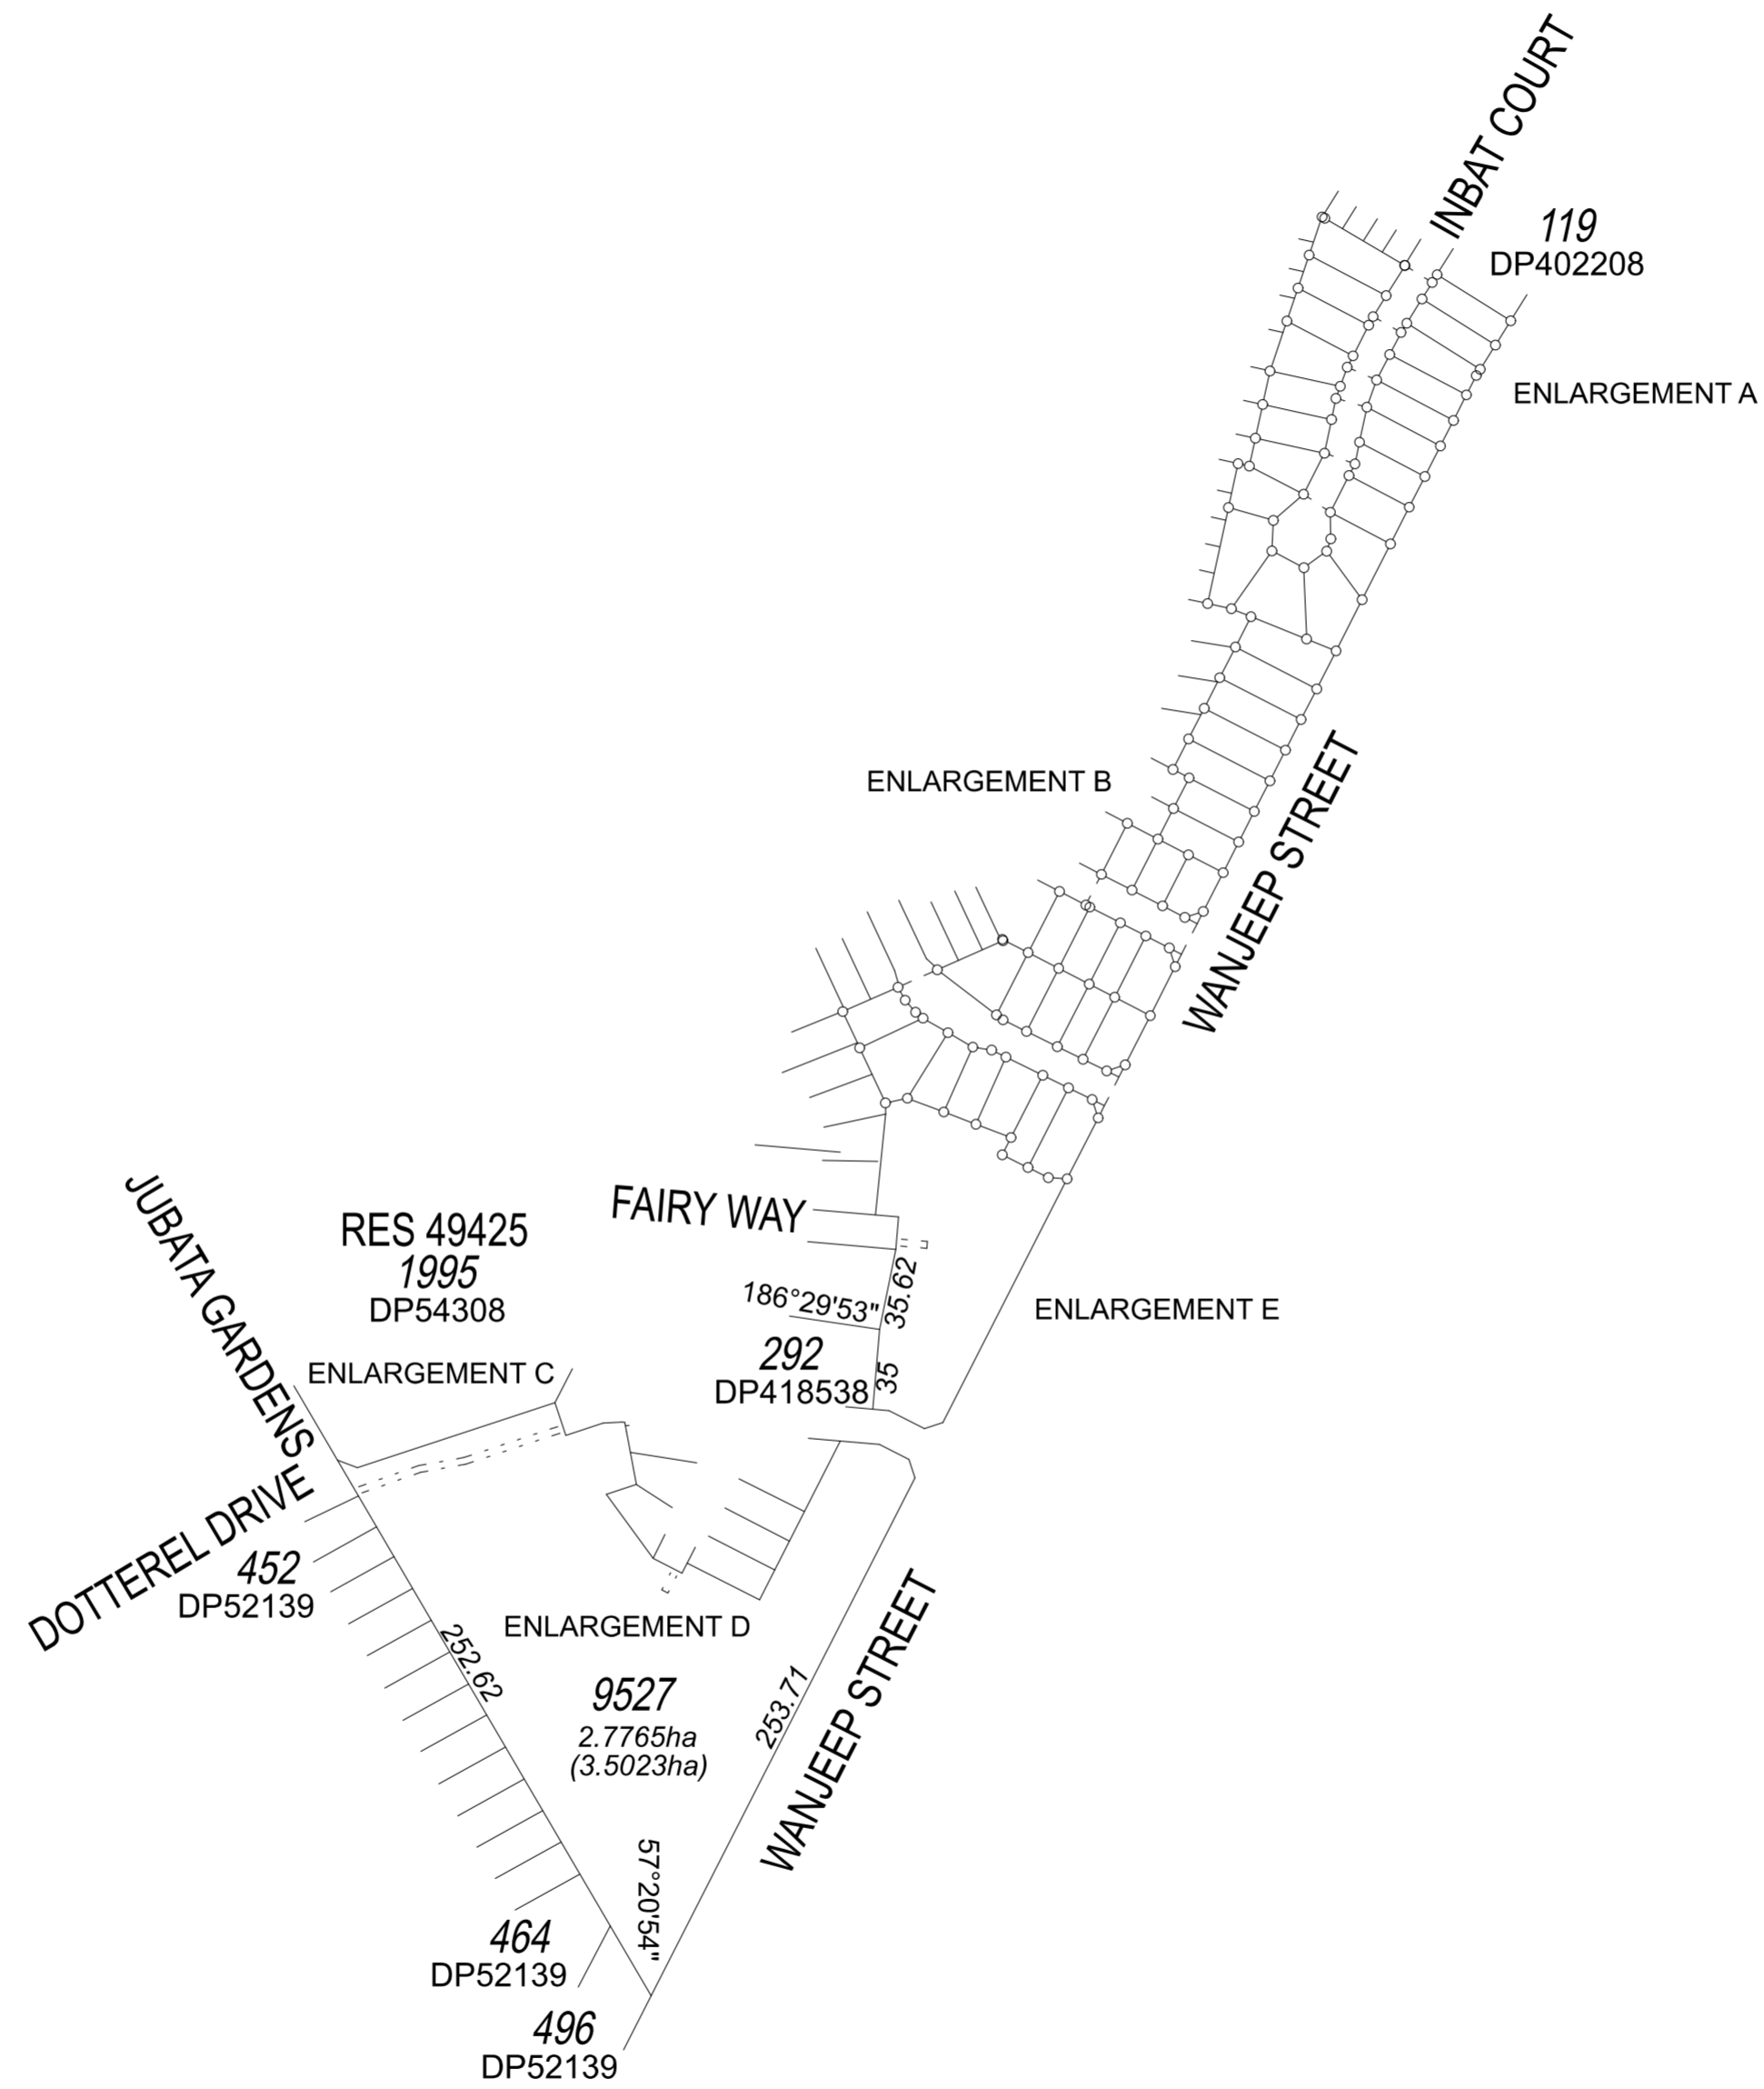 INBAT COURT
119
DP402208
ENLARGEMENT A
ENLARGEMENT B
WANJEEP STREET
JUBATA GARDENS
RES 49425
1995
DP54308
FAIRY WAY
186°29'53"
35.62
ENLARGEMENT E
292
DP418538
35
ENLARGEMENT C
DOTTEREL DRIVE
452
DP52139
252.62
ENLARGEMENT D
9527
2.7765ha
(3.5023ha)
253.71
WANJEEP STREET
57°20'54"
464
DP52139
496
DP52139